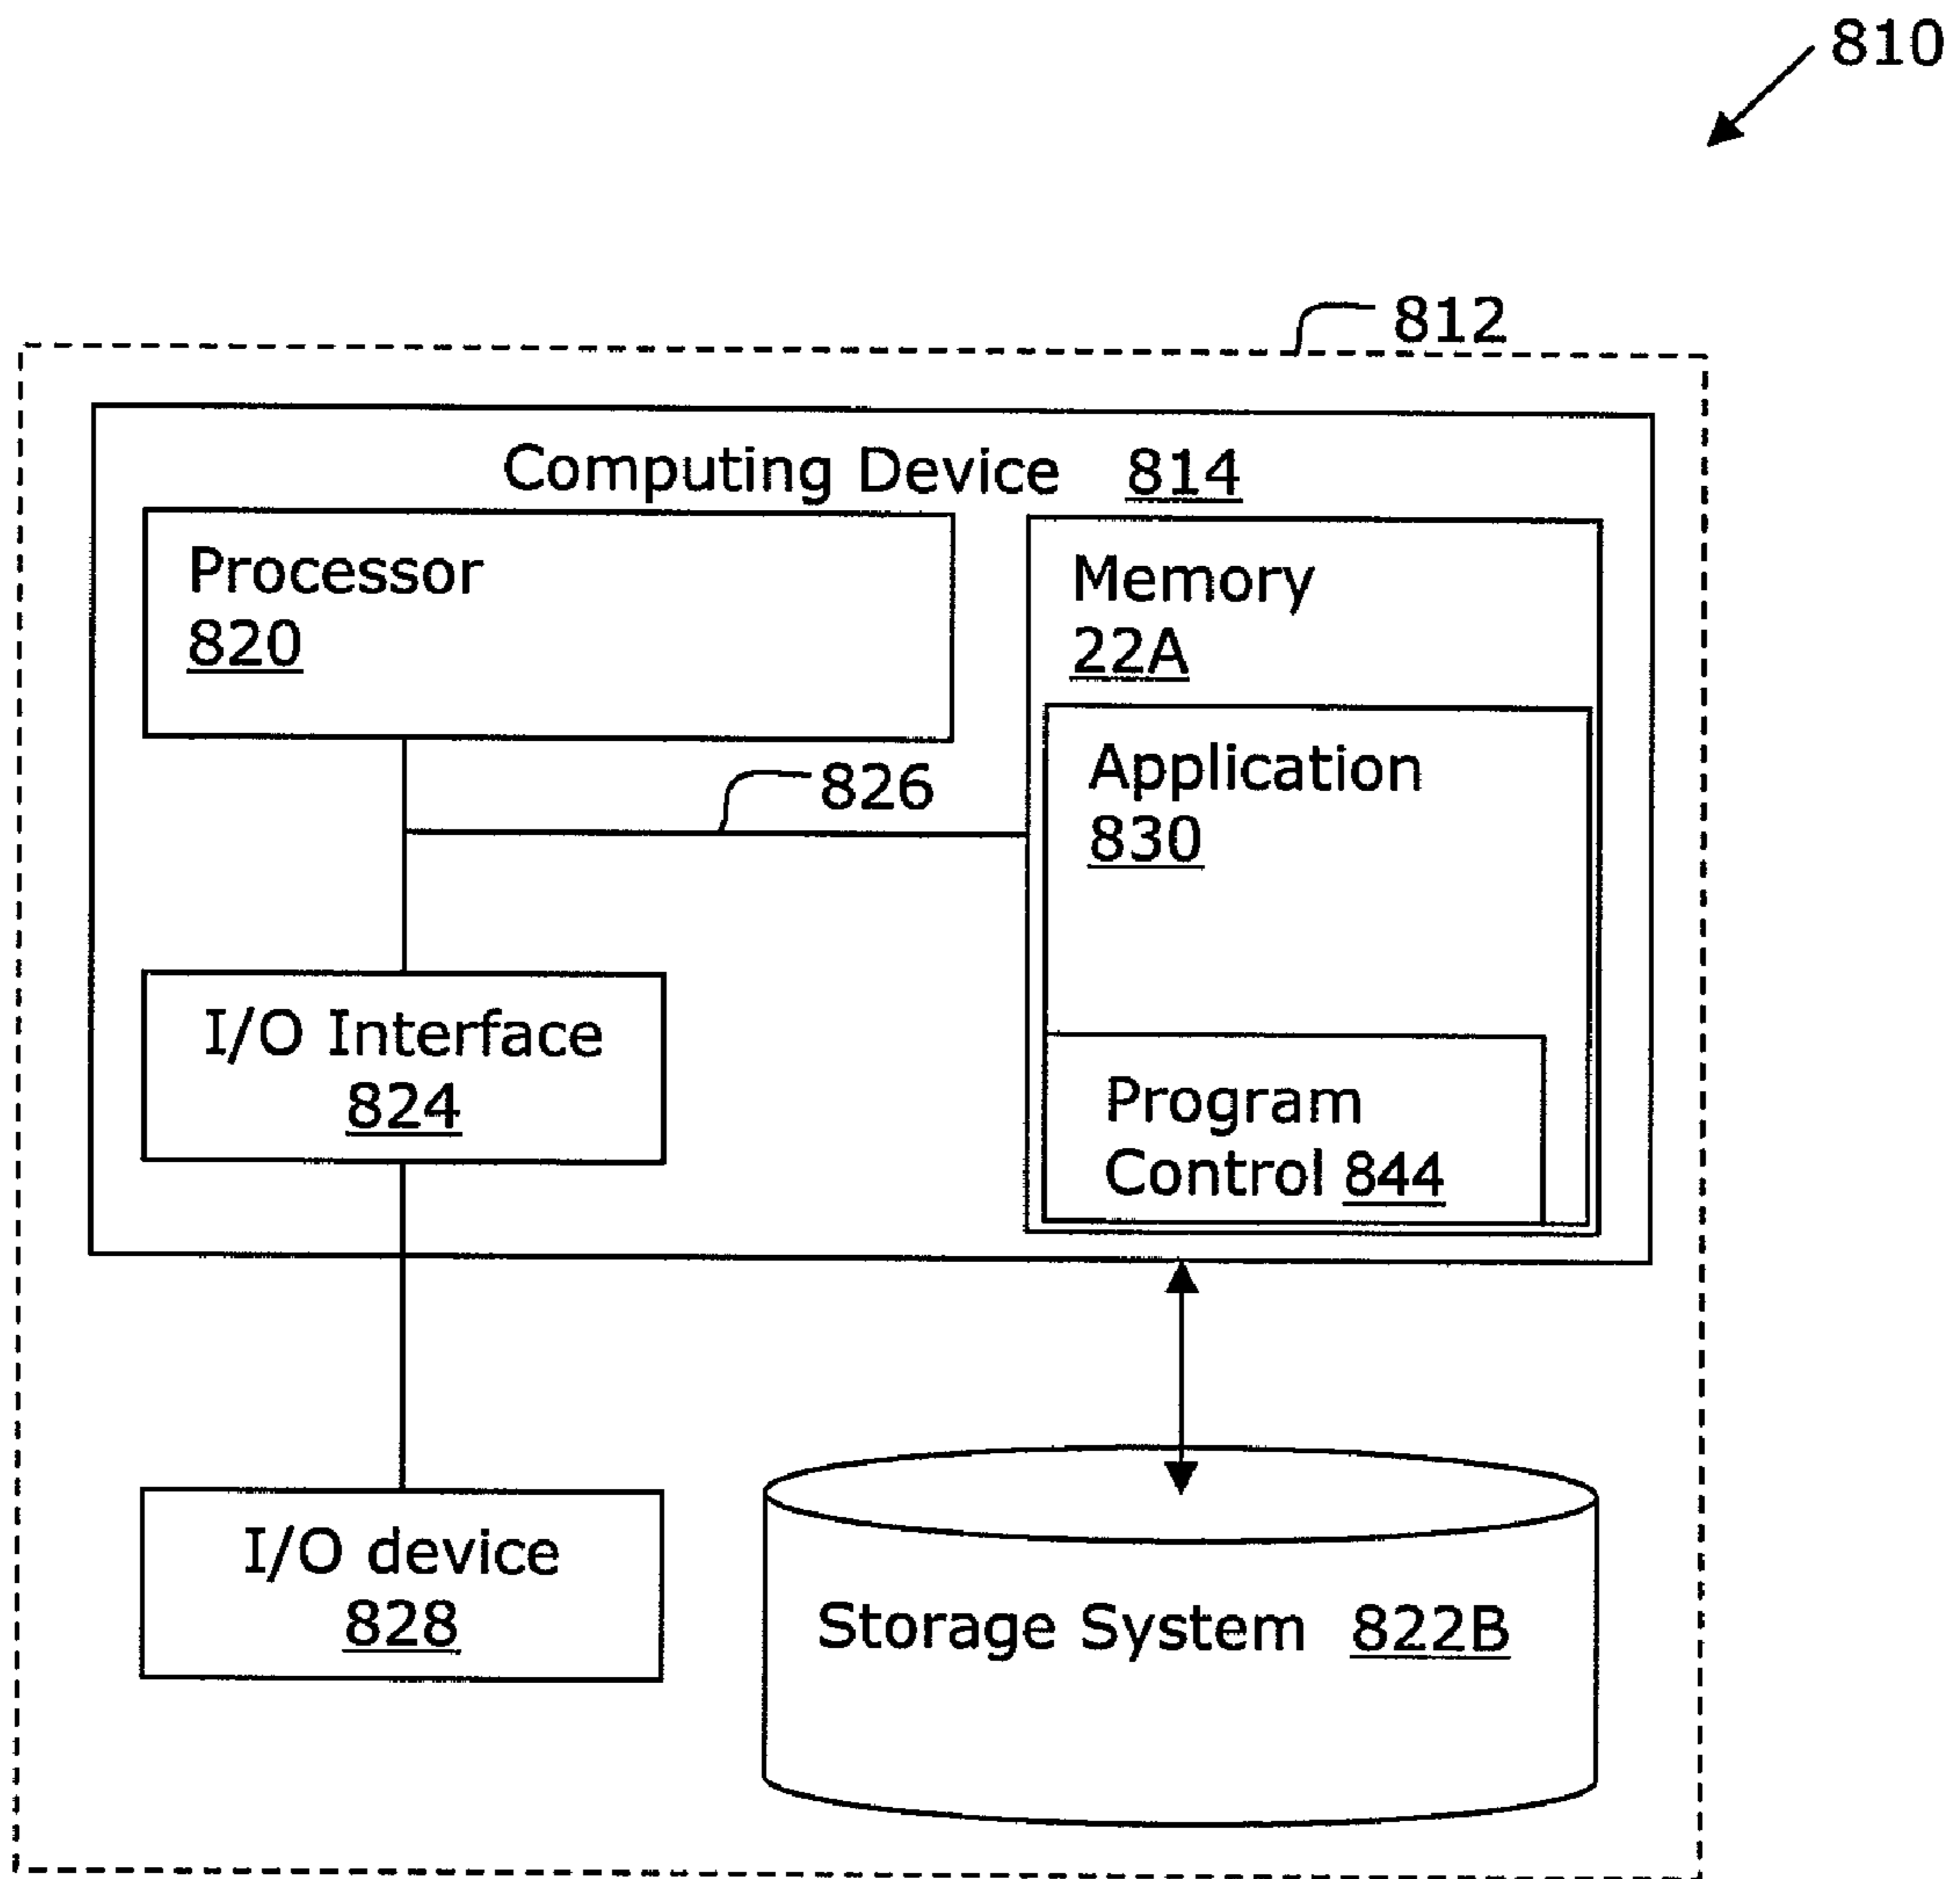 810
812
Computing Device 814
Processor
820
Memory
22A
Application
830
826
I/O Interface
824
Program
Control 844
I/O device
828
Storage System 822B